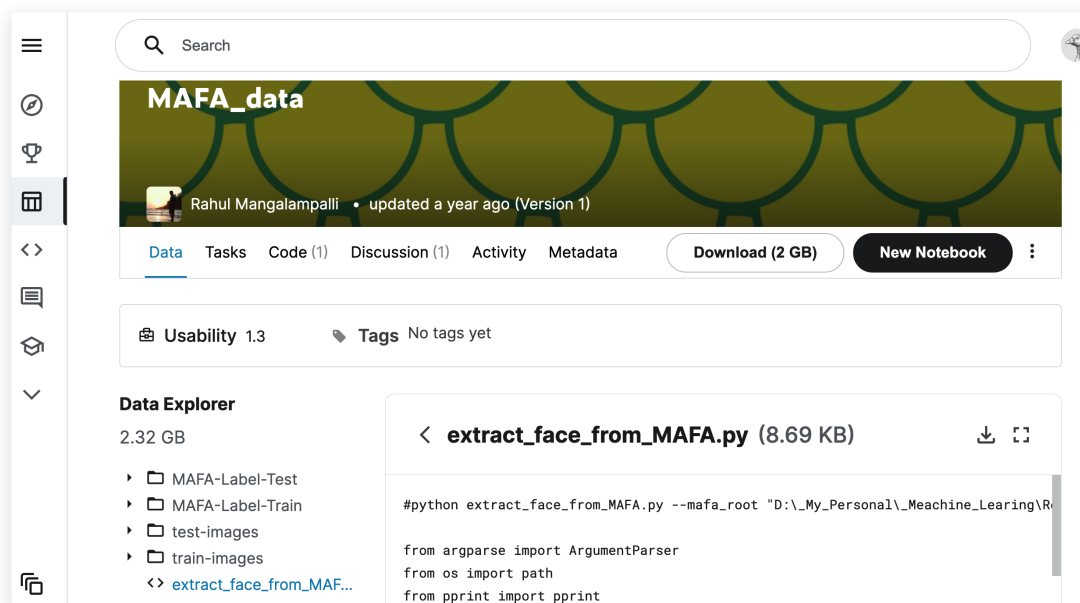 Search
MAFA_data
Rahul Mangalampalli • updated a year ago (Version 1)
Data Tasks Code (1) Discussion (1) Activity Metadata Download (2 GB) New Notebook
Usability 1.3 Tags No tags yet
Data Explorer
2.32 GB
MAFA-Label-Test
MAFA-Label-Train
test-images
train-images
extract_face_from_MAF...
extract_face_from_MAFA.py (8.69 KB)
#python extract_face_from_MAFA.py --mafa_root "D:\_My_Personal\_Meachine_Learing\Re
from argparse import ArgumentParser
from os import path
from pprint import pprint